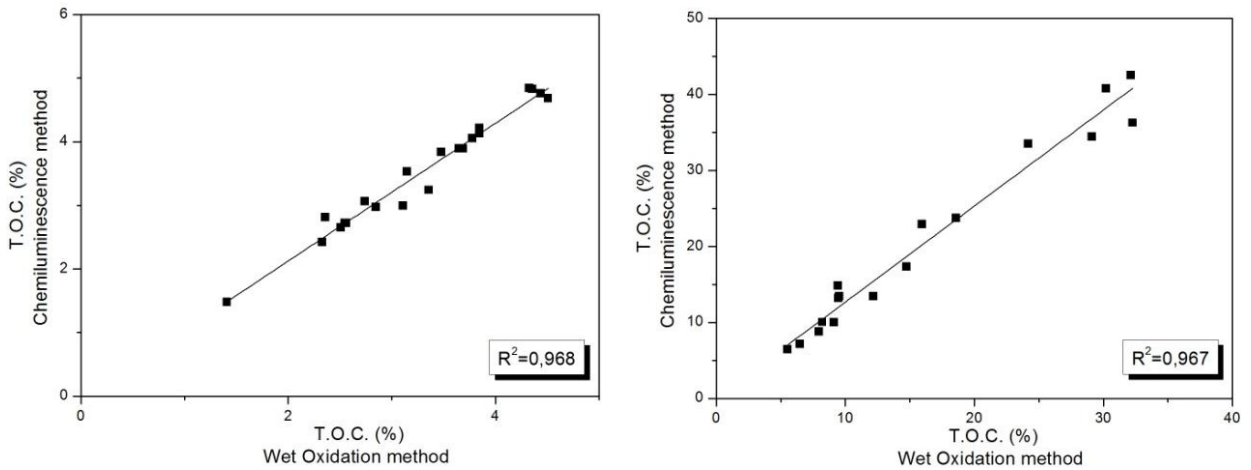 T.O.C. (%)
Chemiluminescence method
6
4
2
0
0
2
4
R²=0,968
T.O.C. (%)
Wet Oxidation method
T.O.C. (%)
Chemiluminescence method
50
40
30
20
10
0
0
10
20
30
40
R²=0,967
T.O.C. (%)
Wet Oxidation method